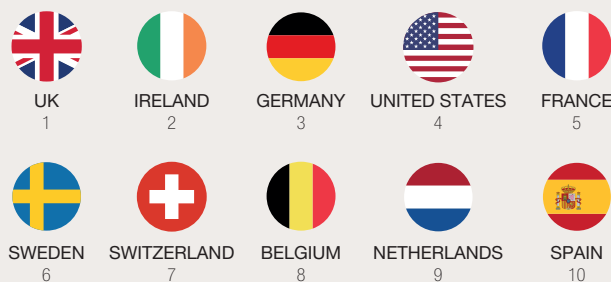 UK IRELAND GERMANY UNITED STATES FRANCE
1 2 3 4 5
SWEDEN SWITZERLAND BELGIUM NETHERLANDS SPAIN
6 7 8 9 10